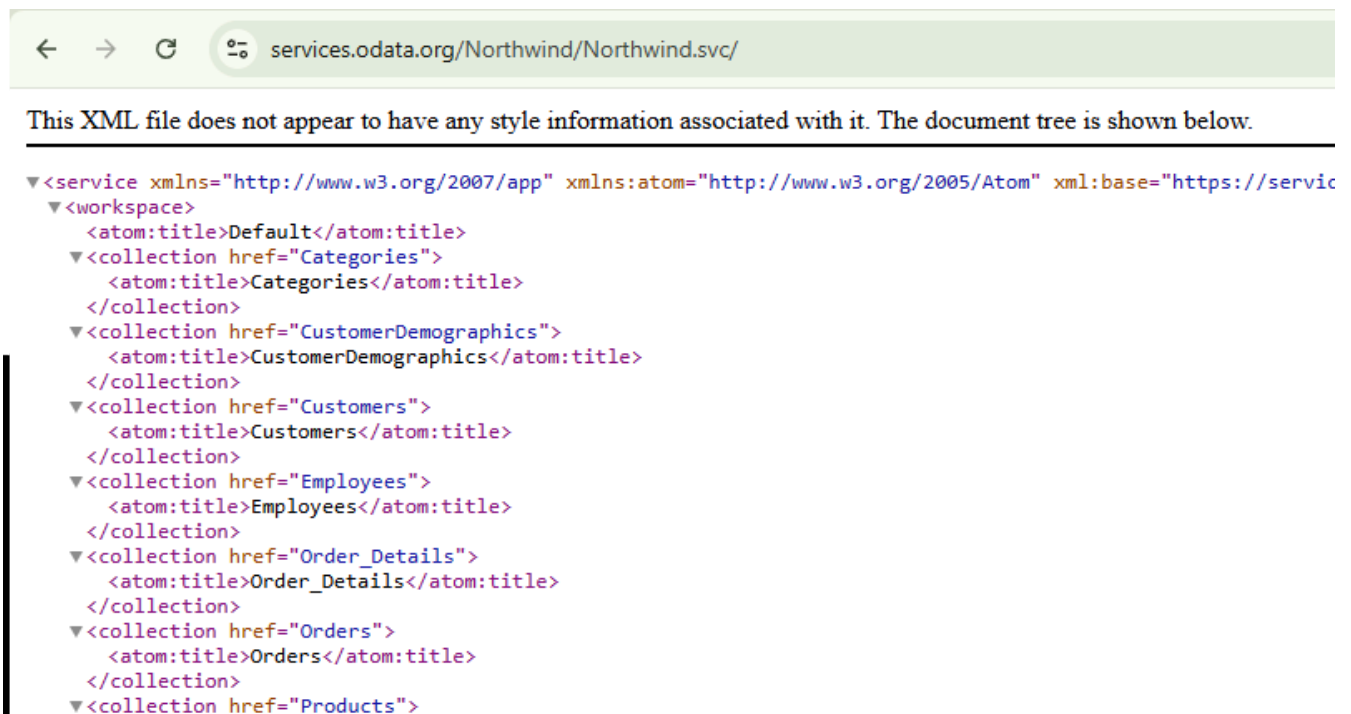 services.odata.org/Northwind/Northwind.svc/
This XML file does not appear to have any style information associated with it. The document tree is shown below.
▼<service xmlns="http://www.w3.org/2007/app" xmlns:atom="http://www.w3.org/2005/Atom" xml:base="https://servic
▼<workspace>
<atom:title>Default</atom:title>
▼<collection href="Categories">
<atom:title>Categories</atom:title>
</collection>
▼<collection href="CustomerDemographics">
<atom:title>CustomerDemographics</atom:title>
</collection>
▼<collection href="Customers">
<atom:title>Customers</atom:title>
</collection>
▼<collection href="Employees">
<atom:title>Employees</atom:title>
</collection>
▼<collection href="Order_Details">
<atom:title>Order_Details</atom:title>
</collection>
▼<collection href="Orders">
<atom:title>Orders</atom:title>
</collection>
▼<collection href="Products">